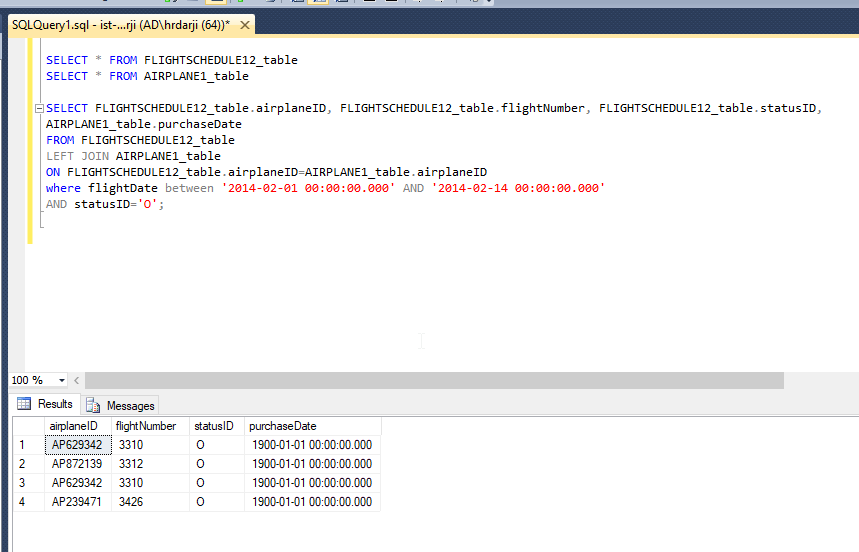 SQLQuery1.sql - ist-...rji (AD\hrdarji (64))*
SELECT * FROM FLIGHTSCHEDULE12_table
SELECT * FROM AIRPLANE1_table
SELECT FLIGHTSCHEDULE12_table.airplaneID, FLIGHTSCHEDULE12_table.flightNumber, FLIGHTSCHEDULE12_table.statusID,
AIRPLANE1_table.purchaseDate
FROM FLIGHTSCHEDULE12_table
LEFT JOIN AIRPLANE1_table
ON FLIGHTSCHEDULE12_table.airplaneID=AIRPLANE1_table.airplaneID
where flightDate between '2014-02-01 00:00:00.000' AND '2014-02-14 00:00:00.000'
AND statusID='O';
100 %
Results Messages
airplaneID flightNumber statusID purchaseDate
1 AP629342 3310 O 1900-01-01 00:00:00.000
2 AP872139 3312 O 1900-01-01 00:00:00.000
3 AP629342 3310 O 1900-01-01 00:00:00.000
4 AP239471 3426 O 1900-01-01 00:00:00.000